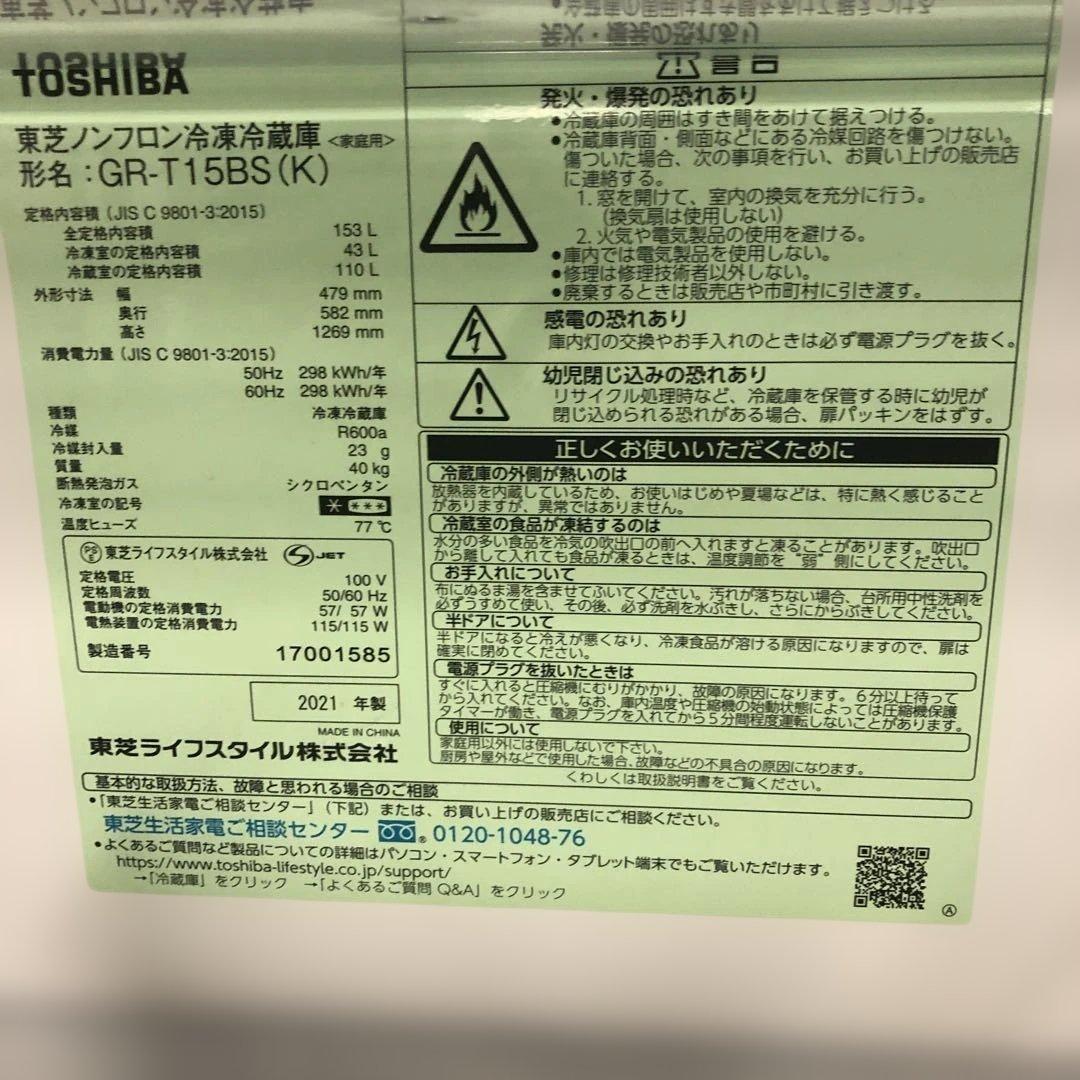 TOSHIBA
東芝ノンフロン冷凍冷蔵庫 <家庭用>
形名:GR-T15BS(K)
定格内容積(JIS C 9801-3:2015)
全定格内容積 153 L
冷凍室の定格内容積 43 L
冷蔵室の定格内容積 110 L
外形寸法 幅 479 mm
奥行 582 mm
高さ 1269 mm
消費電力量(JIS C 9801-3:2015)
50Hz 298 kWh/年
60Hz 298 kWh/年
種類 冷凍冷蔵庫
冷媒 R600a
冷媒封入量 23 g
質量 40 kg
断熱発泡ガス シクロペンタン
冷凍室の記号 * ***
温度ヒューズ 77 ℃
PSE 東芝ライフスタイル株式会社 JET
定格電圧 100 V
定格周波数 50/60 Hz
電動機の定格消費電力 57/ 57 W
電熱装置の定格消費電力 115/115 W
製造番号 17001585
2021 年製
MADE IN CHINA
東芝ライフスタイル株式会社
発火・爆発の恐れあり
●冷蔵庫の周囲はすき間をあけて据えつける。
●冷蔵庫背面・側面などにある冷媒回路を傷つけない。
傷ついた場合、次の事項を行い、お買い上げの販売店
に連絡する。
1. 窓を開けて、室内の換気を充分に行う。
(換気扇は使用しない)
2. 火気や電気製品の使用を避ける。
●庫内では電気製品を使用しない。
●修理は修理技術者以外しない。
●廃棄するときは販売店や市町村に引き渡す。
感電の恐れあり
庫内灯の交換やお手入れのときは必ず電源プラグを抜く。
幼児閉じ込みの恐れあり
リサイクル処理時など、冷蔵庫を保管する時に幼児が
閉じ込められる恐れがある場合、扉パッキンをはずす。
正しくお使いいただくために
冷蔵庫の外側が熱いのは
放熱器を内蔵しているため、お使いはじめや夏場などは、特に熱く感じること
がありますが、異常ではありません。
冷蔵室の食品が凍結するのは
水分の多い食品を冷気の吹出口の前へ入れますと凍ることがあります。吹出口
から離して入れても食品が凍るときは、温度調節を“弱”側にしてください。
お手入れについて
布にぬるま湯を含ませてふいてください。汚れが落ちない場合、台所用中性洗剤を
必ずうすめて使い、その後、必ず洗剤を水ぶきし、さらにからぶきしてください。
半ドアについて
半ドアになると冷えが悪くなり、冷凍食品が溶ける原因になりますので、扉は
確実に閉めてください。
電源プラグを抜いたときは
すぐに入れると圧縮機にむりがかかり、故障の原因になります。6分以上待って
から入れてください。なお、庫内温度や圧縮機の始動状態によっては圧縮機保護
タイマーが働き、電源プラグを入れてから5分間程度運転しないことがあります。
使用について
家庭用以外には使用しないで下さい。
厨房や屋外などで使用した場合、故障などの不具合の原因になります。
くわしくは取扱説明書をご覧ください。
基本的な取扱方法、故障と思われる場合のご相談
●「東芝生活家電ご相談センター」(下記)または、お買い上げの販売店にご相談ください。
東芝生活家電ご相談センター ® 0120-1048-76
●よくあるご質問など製品についての詳細はパソコン・スマートフォン・タブレット端末でもご覧いただけます。
https://www.toshiba-lifestyle.co.jp/support/
→「冷蔵庫」をクリック →「よくあるご質問 Q&A」をクリック
Ⓐ